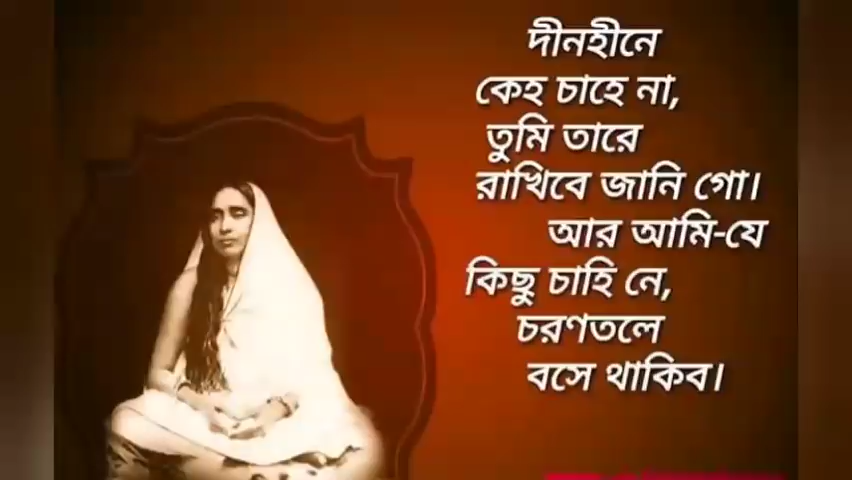 দীনহীনে
কেহ চাহে না,
তুমি তারে
রাখিবে জানি গো।
আর আমি-যে
কিছু চাহি নে,
চরণতলে
বসে থাকিব।